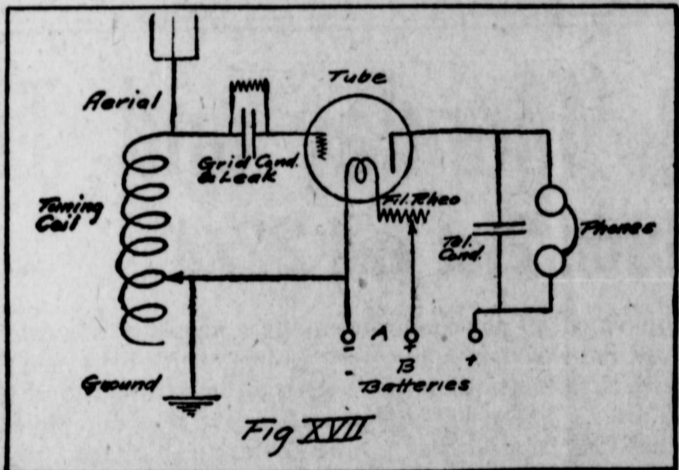 Tube
Aerial
Grid Cond.
& Leak
Fil. Rheo
Tuning
Coil
Tel.
Cond.
Phones
- A + +
- B
Batteries
Ground
Fig XVII